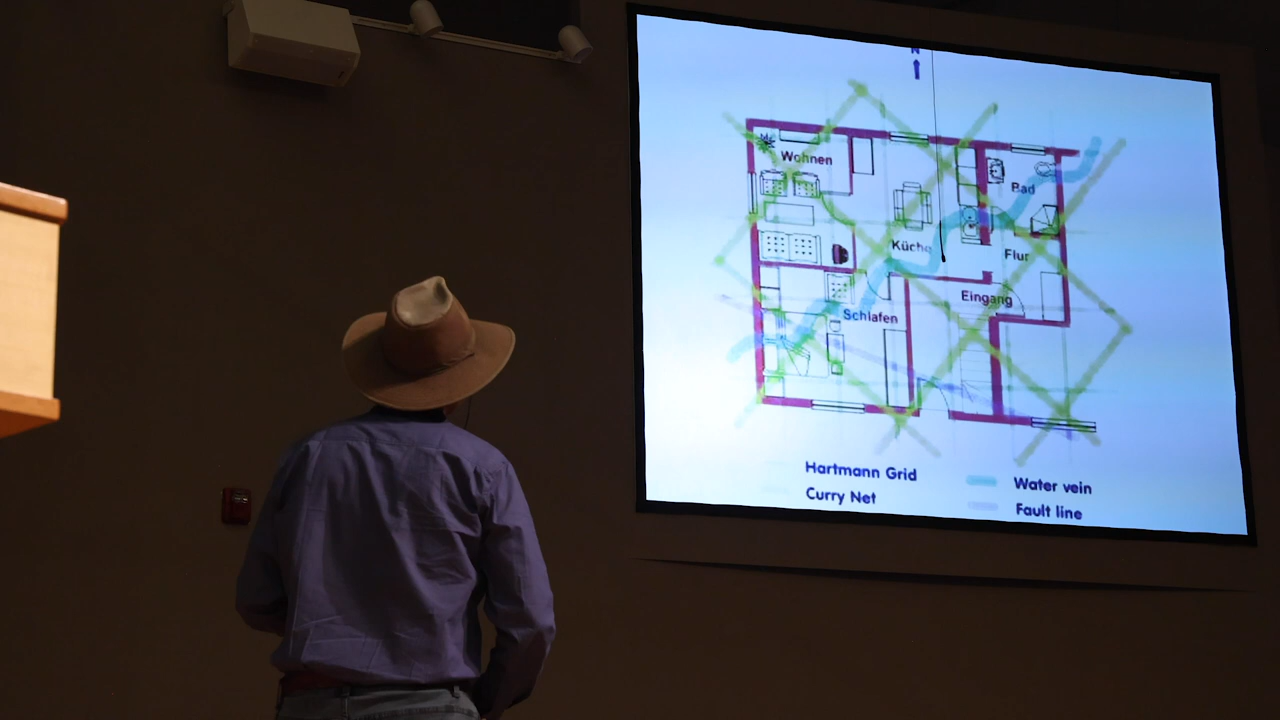 N
Wohnen
Bad
Küche
Flur
Eingang
Schlafen
Hartmann Grid
Curry Net
Water vein
Fault line